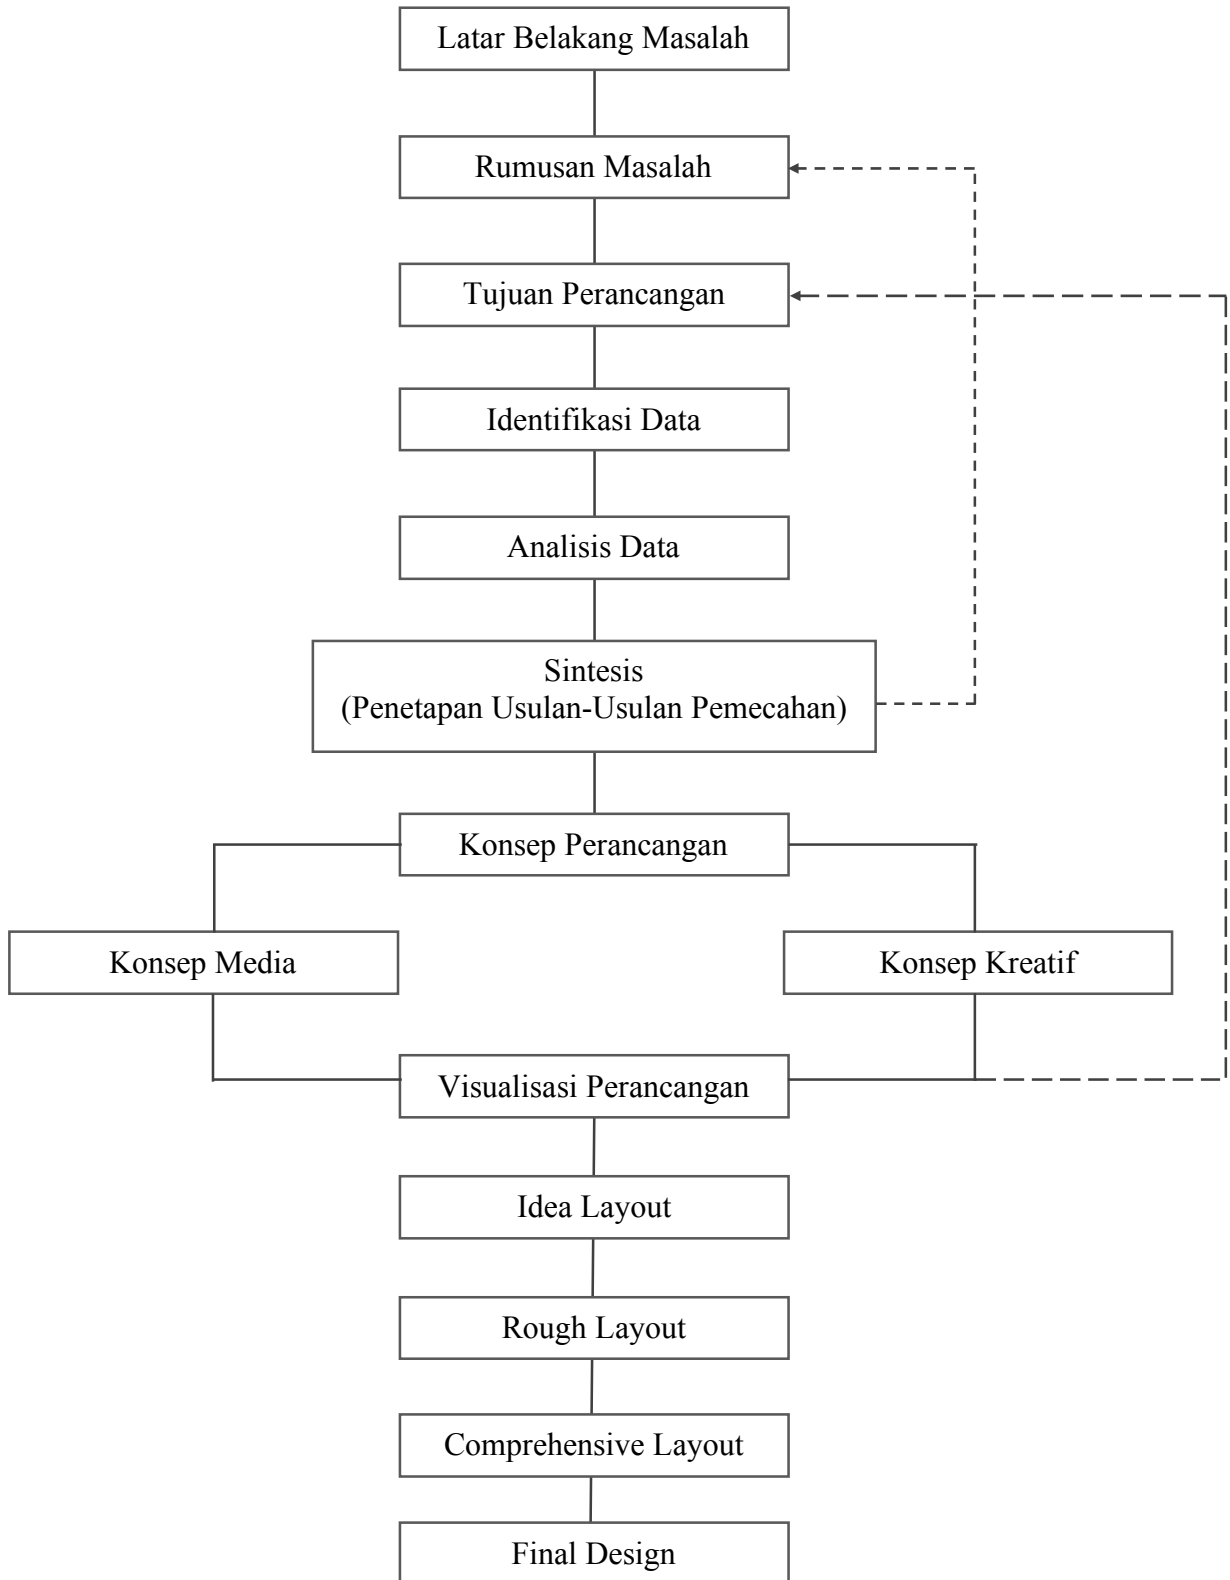 Latar Belakang Masalah
Rumusan Masalah
Tujuan Perancangan
Identifikasi Data
Analisis Data
Sintesis
(Penetapan Usulan-Usulan Pemecahan)
Konsep Perancangan
Konsep Media
Konsep Kreatif
Visualisasi Perancangan
Idea Layout
Rough Layout
Comprehensive Layout
Final Design